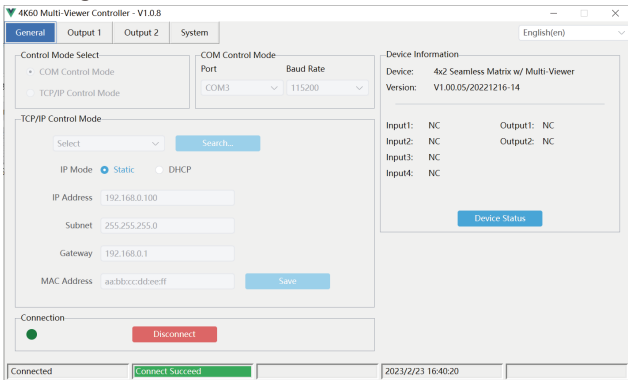 4K60 Multi-Viewer Controller - V1.0.8
General Output 1 Output 2 System English(en)
Control Mode Select
COM Control Mode
TCP/IP Control Mode
COM Control Mode
Port Baud Rate
COM3 115200
TCP/IP Control Mode
Select Search...
IP Mode Static DHCP
IP Address 192.168.0.100
Subnet 255.255.255.0
Gateway 192.168.0.1
MAC Address aa:bb:cc:dd:ee:ff Save
Connection
Disconnect
Device Information
Device: 4x2 Seamless Matrix w/ Multi-Viewer
Version: V1.00.05/20221216-14
Input1: NC Output1: NC
Input2: NC Output2: NC
Input3: NC
Input4: NC
Device Status
Connected Connect Succeed 2023/2/23 16:40:20